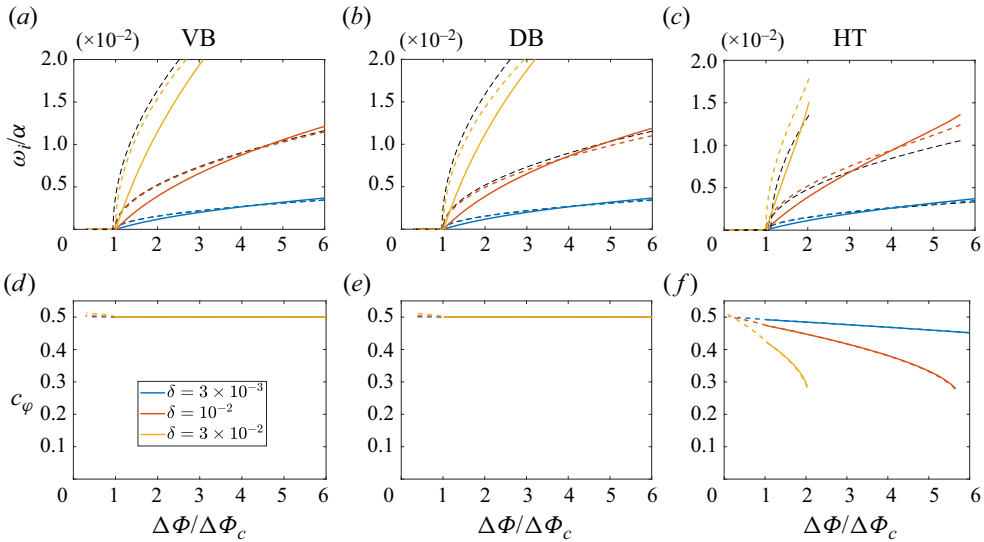 (a) VB (b) DB (c) HT
(×10⁻²) (×10⁻²) (×10⁻²)
2.0 2.0 2.0
1.5 1.5 1.5
ωᵢ/α 1.0 1.0 1.0
0.5 0.5 0.5
0 1 2 3 4 5 6 0 1 2 3 4 5 6 0 1 2 3 4 5 6
(d) (e) (f)
0.5 0.5 0.5
0.4 0.4 0.4
c_φ 0.3 0.3 0.3
0.2 0.2 0.2
0.1 0.1 0.1
δ = 3 × 10⁻³
δ = 10⁻²
δ = 3 × 10⁻²
0 1 2 3 4 5 6 0 1 2 3 4 5 6 0 1 2 3 4 5 6
ΔΦ/ΔΦ_c ΔΦ/ΔΦ_c ΔΦ/ΔΦ_c